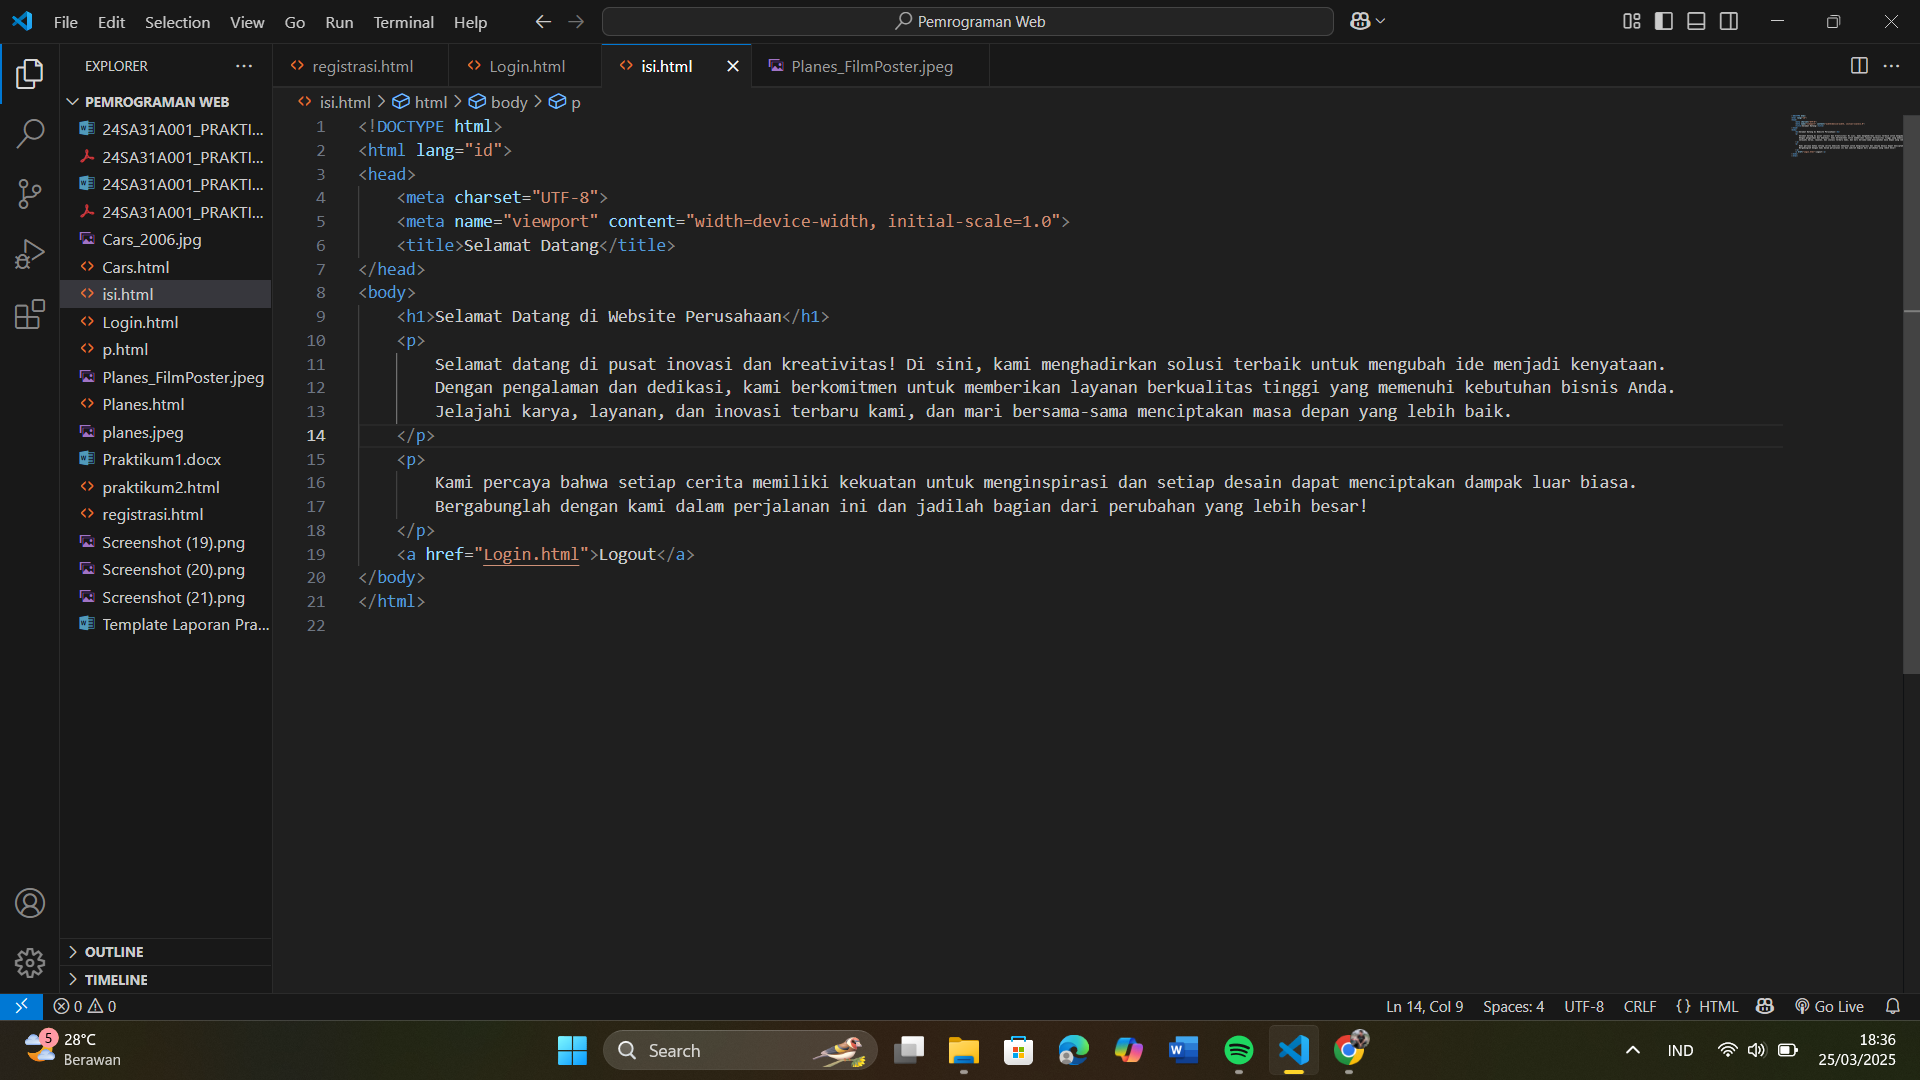 File Edit Selection View Go Run Terminal Help
Pemrograman Web
EXPLORER
registrasi.html
Login.html
isi.html
Planes_FilmPoster.jpeg
PEMROGRAMAN WEB
24SA31A001_PRAKTI...
24SA31A001_PRAKTI...
24SA31A001_PRAKTI...
24SA31A001_PRAKTI...
Cars_2006.jpg
Cars.html
isi.html
Login.html
p.html
Planes_FilmPoster.jpeg
Planes.html
planes.jpeg
Praktikum1.docx
praktikum2.html
registrasi.html
Screenshot (19).png
Screenshot (20).png
Screenshot (21).png
Template Laporan Pra...
OUTLINE
TIMELINE
isi.html > html > body > p
1 <!DOCTYPE html>
2 <html lang="id">
3 <head>
4 <meta charset="UTF-8">
5 <meta name="viewport" content="width=device-width, initial-scale=1.0">
6 <title>Selamat Datang</title>
7 </head>
8 <body>
9 <h1>Selamat Datang di Website Perusahaan</h1>
10 <p>
11 Selamat datang di pusat inovasi dan kreativitas! Di sini, kami menghadirkan solusi terbaik untuk mengubah ide menjadi kenyataan.
12 Dengan pengalaman dan dedikasi, kami berkomitmen untuk memberikan layanan berkualitas tinggi yang memenuhi kebutuhan bisnis Anda.
13 Jelajahi karya, layanan, dan inovasi terbaru kami, dan mari bersama-sama menciptakan masa depan yang lebih baik.
14 </p>
15 <p>
16 Kami percaya bahwa setiap cerita memiliki kekuatan untuk menginspirasi dan setiap desain dapat menciptakan dampak luar biasa.
17 Bergabunglah dengan kami dalam perjalanan ini dan jadilah bagian dari perubahan yang lebih besar!
18 </p>
19 <a href="Login.html">Logout</a>
20 </body>
21 </html>
22
0 0
Ln 14, Col 9 Spaces: 4 UTF-8 CRLF {} HTML Go Live
5
28°C
Berawan
Search
IND
18:36
25/03/2025